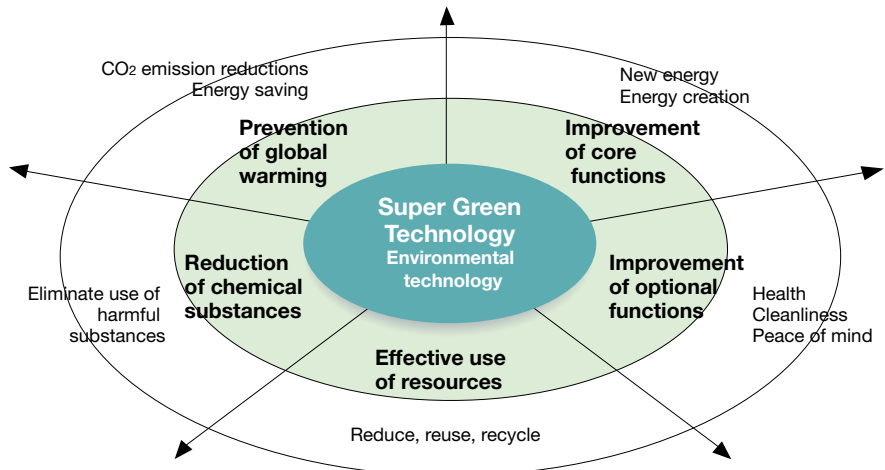 CO2 emission reductions
Energy saving
New energy
Energy creation
Prevention
of global
warming
Improvement
of core
functions
Super Green
Technology
Environmental
technology
Reduction
of chemical
substances
Improvement
of optional
functions
Eliminate use of
harmful
substances
Health
Cleanliness
Peace of mind
Effective use
of resources
Reduce, reuse, recycle